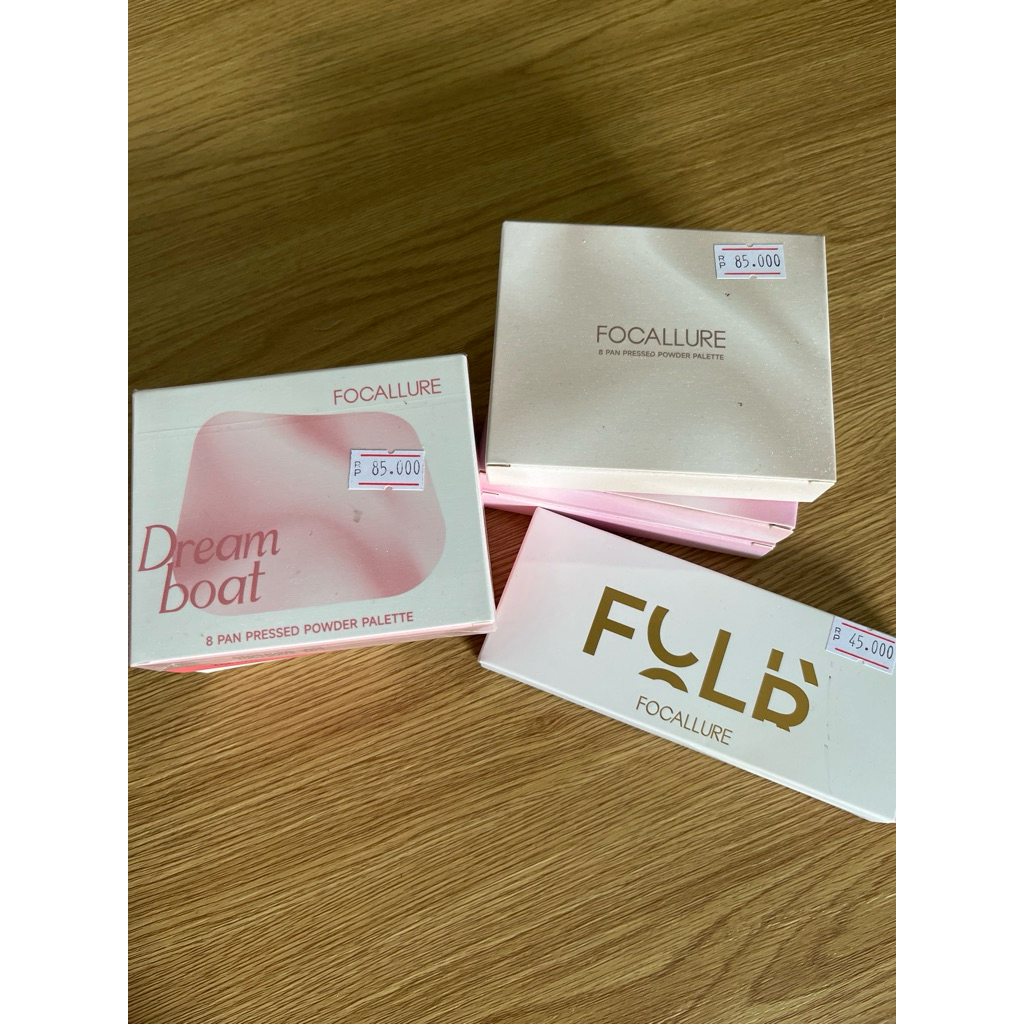 FOCALLURE
RP 85.000
Dream
boat
8 PAN PRESSED POWDER PALETTE
RP 85.000
FOCALLURE
8 PAN PRESSED POWDER PALETTE
RP 45.000
FOLD
FOCALLURE